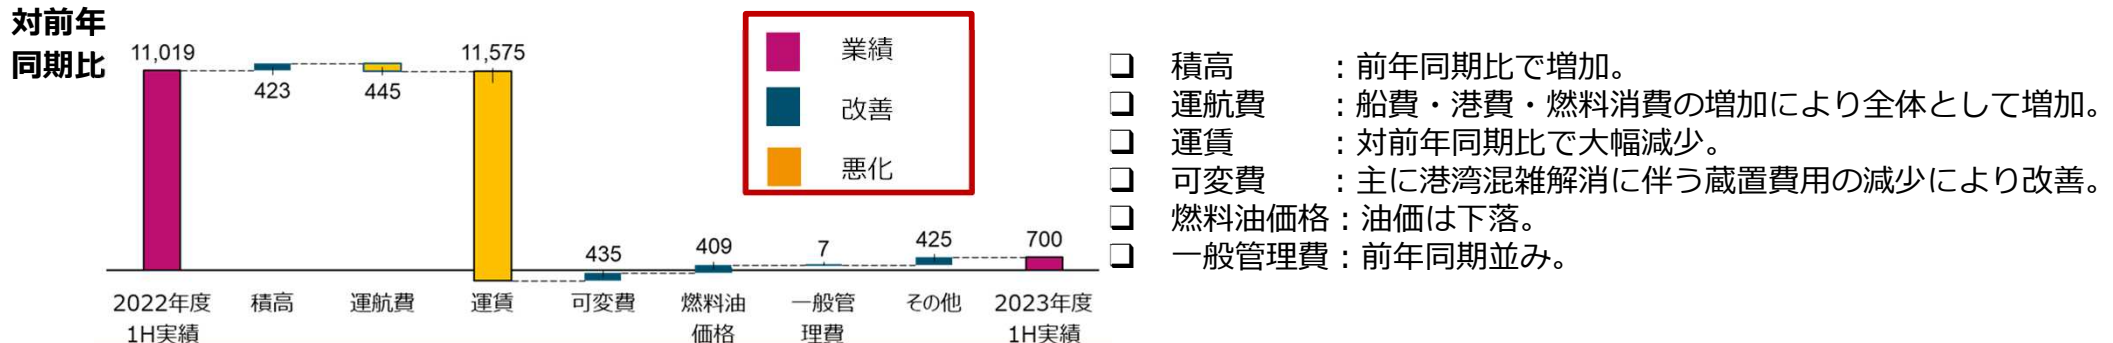 対前年
同期比
11,019
423
445
11,575
435
409
7
425
700
2022年度
1H実績
積高
運航費
運賃
可変費
燃料油
価格
一般管
理費
その他
2023年度
1H実績
業績
改善
悪化
❑ 積高 ：前年同期比で増加。
❑ 運航費 ：船費・港費・燃料消費の増加により全体として増加。
❑ 運賃 ：対前年同期比で大幅減少。
❑ 可変費 ：主に港湾混雑解消に伴う蔵置費用の減少により改善。
❑ 燃料油価格：油価は下落。
❑ 一般管理費：前年同期並み。